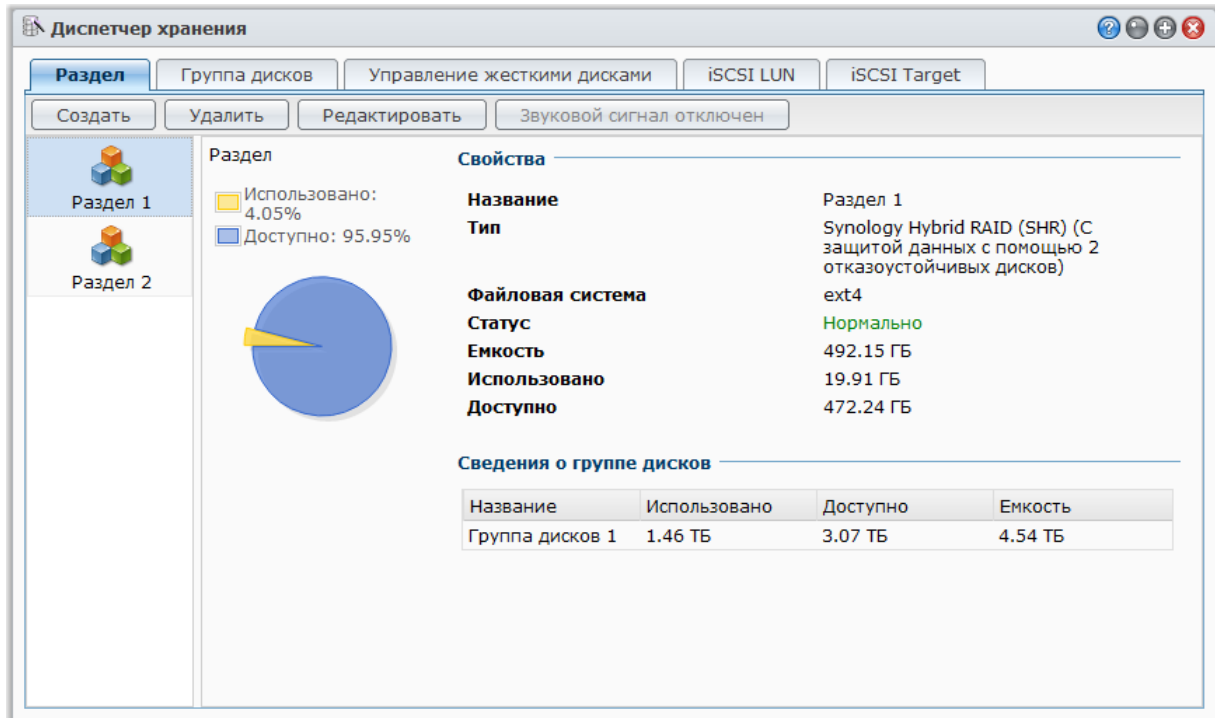 Диспетчер хранения
Раздел
Группа дисков
Управление жесткими дисками
iSCSI LUN
iSCSI Target
Создать
Удалить
Редактировать
Звуковой сигнал отключен
Раздел 1
Раздел 2
Раздел
Использовано:
4.05%
Доступно: 95.95%
Свойства
Название Раздел 1
Тип Synology Hybrid RAID (SHR) (С
защитой данных с помощью 2
отказоустойчивых дисков)
Файловая система ext4
Статус Нормально
Емкость 492.15 ГБ
Использовано 19.91 ГБ
Доступно 472.24 ГБ
Сведения о группе дисков
Название Использовано Доступно Емкость
Группа дисков 1 1.46 ТБ 3.07 ТБ 4.54 ТБ